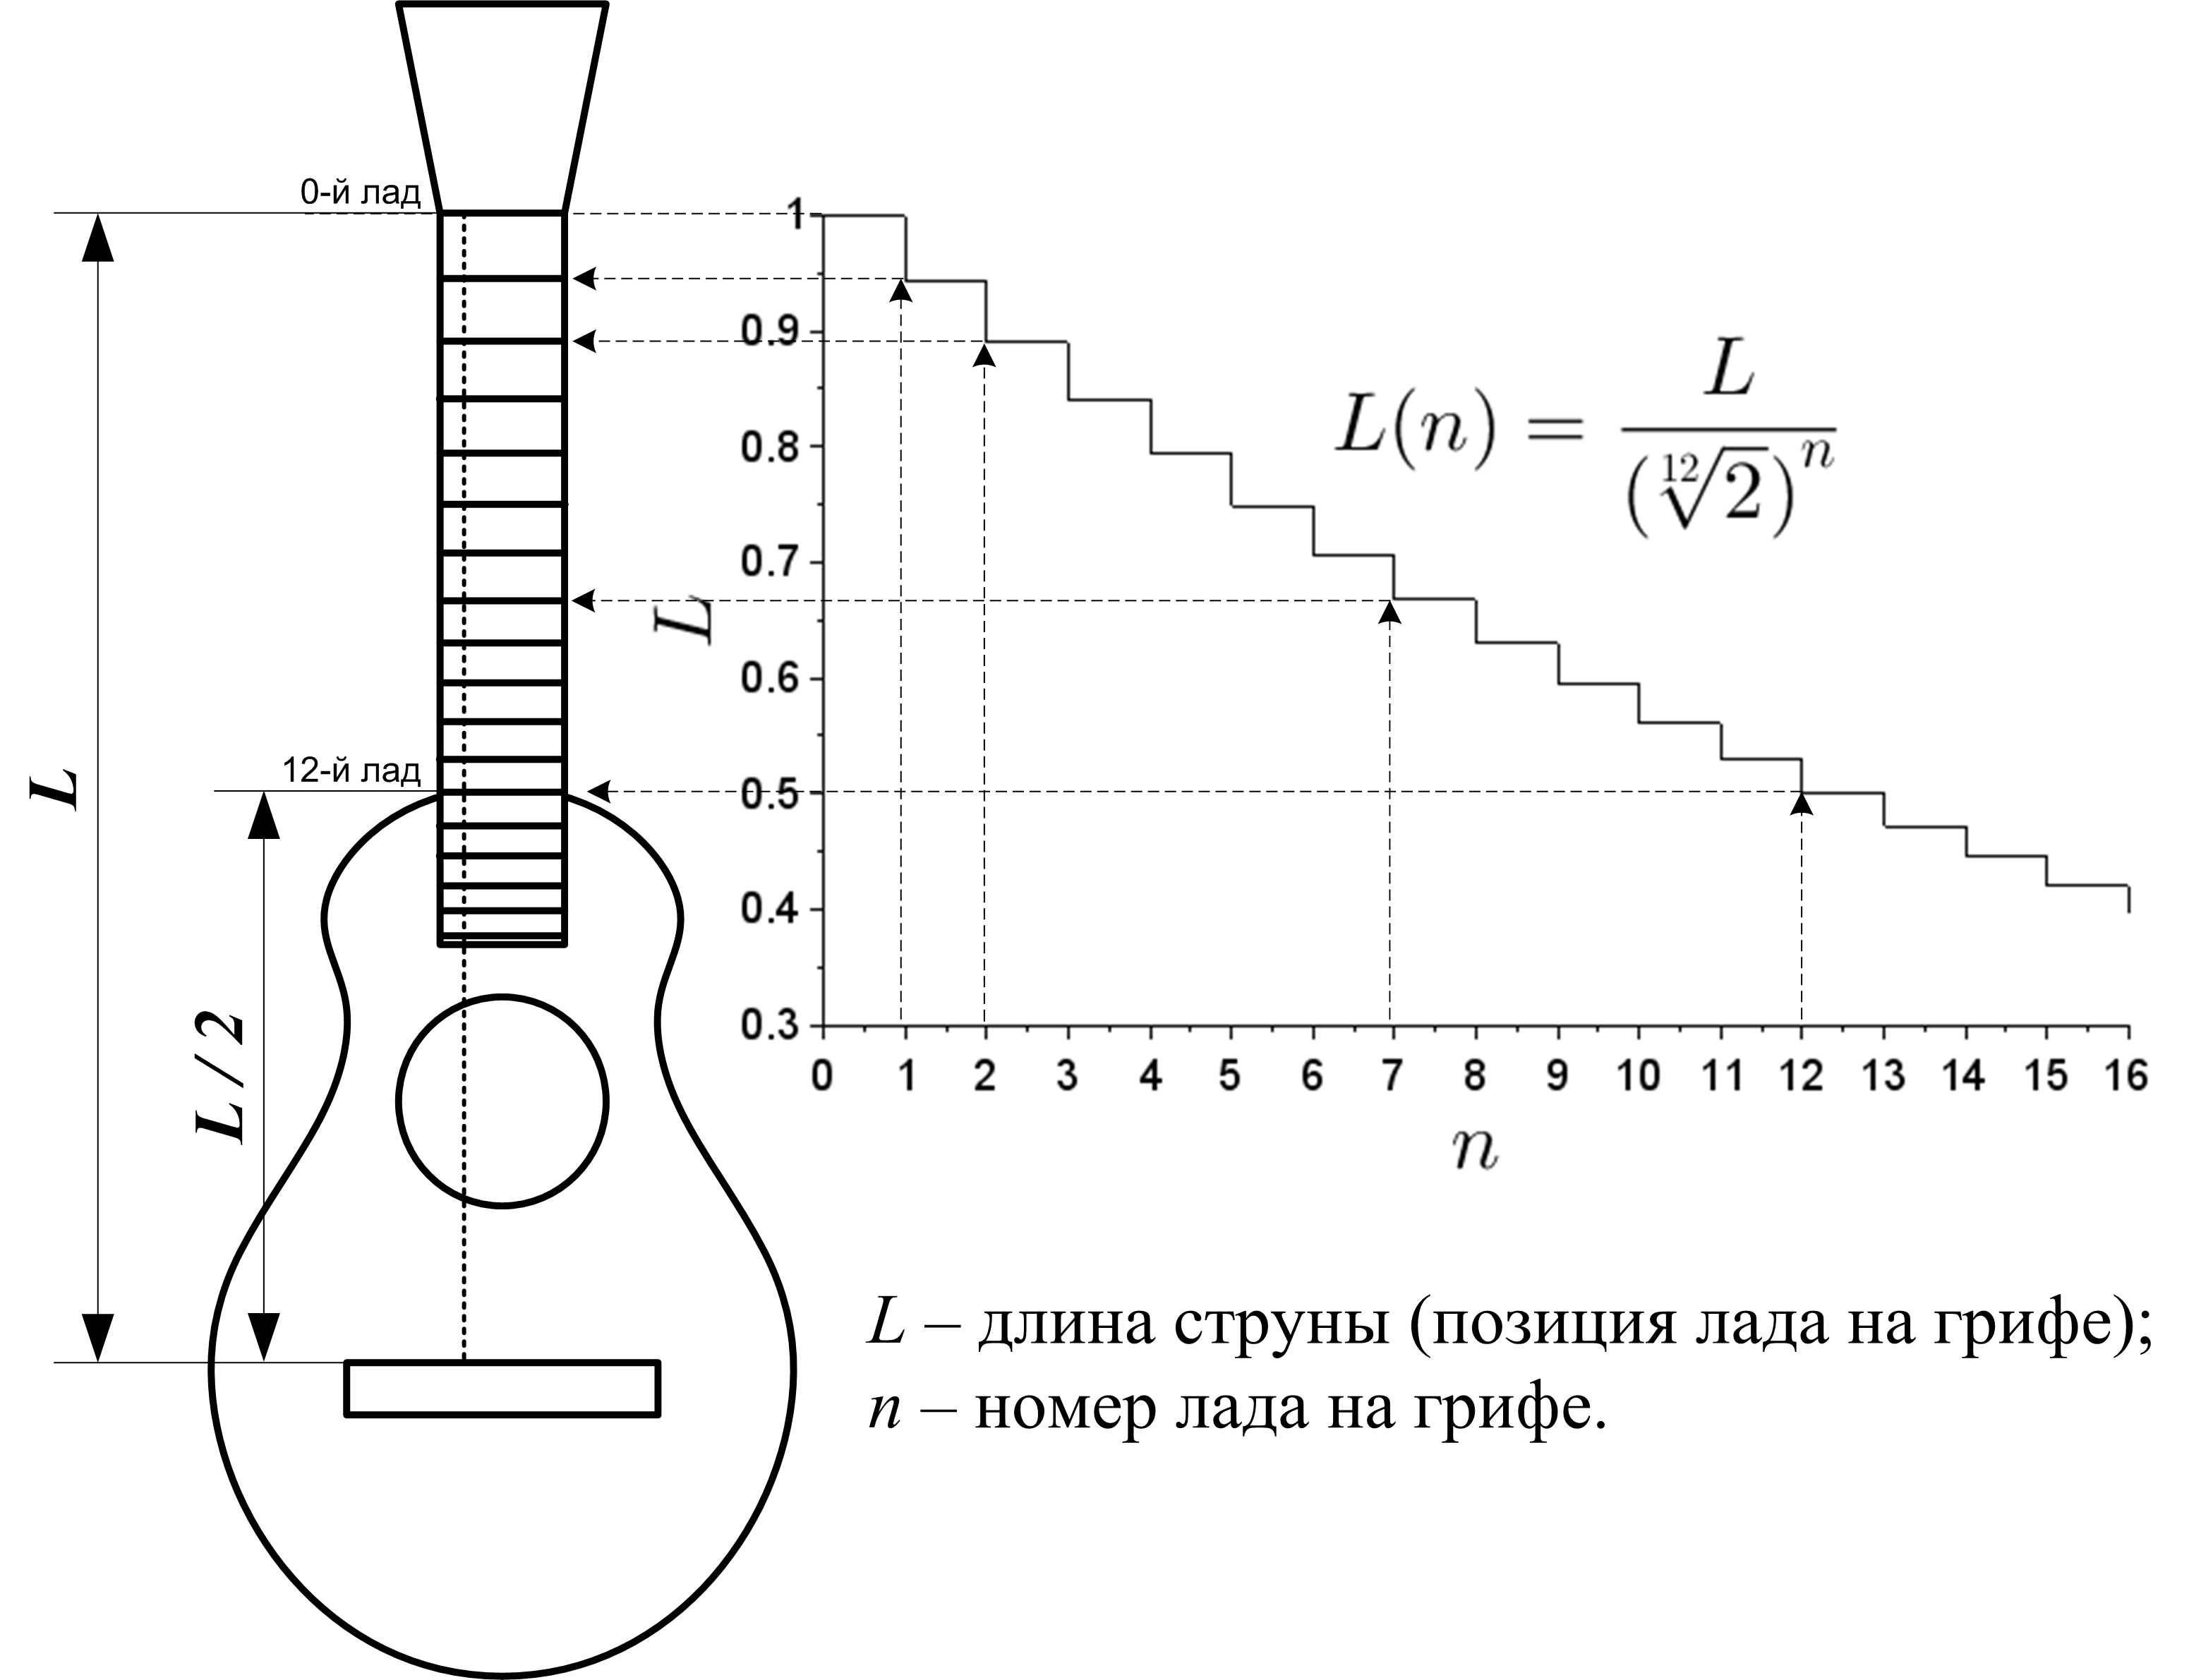 0-й лад
12-й лад
L
L/2
L
1
0.9
0.8
0.7
0.6
0.5
0.4
0.3
0 1 2 3 4 5 6 7 8 9 10 11 12 13 14 15 16
n
L(n) = L / (¹²√2)ⁿ
L – длина струны (позиция лада на грифе);
n – номер лада на грифе.